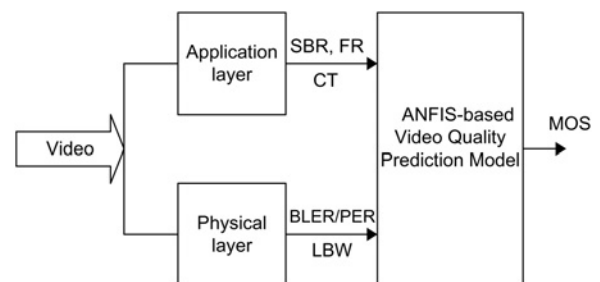 Video
Application
layer
SBR, FR
CT
Physical
layer
BLER/PER
LBW
ANFIS-based
Video Quality
Prediction Model
MOS